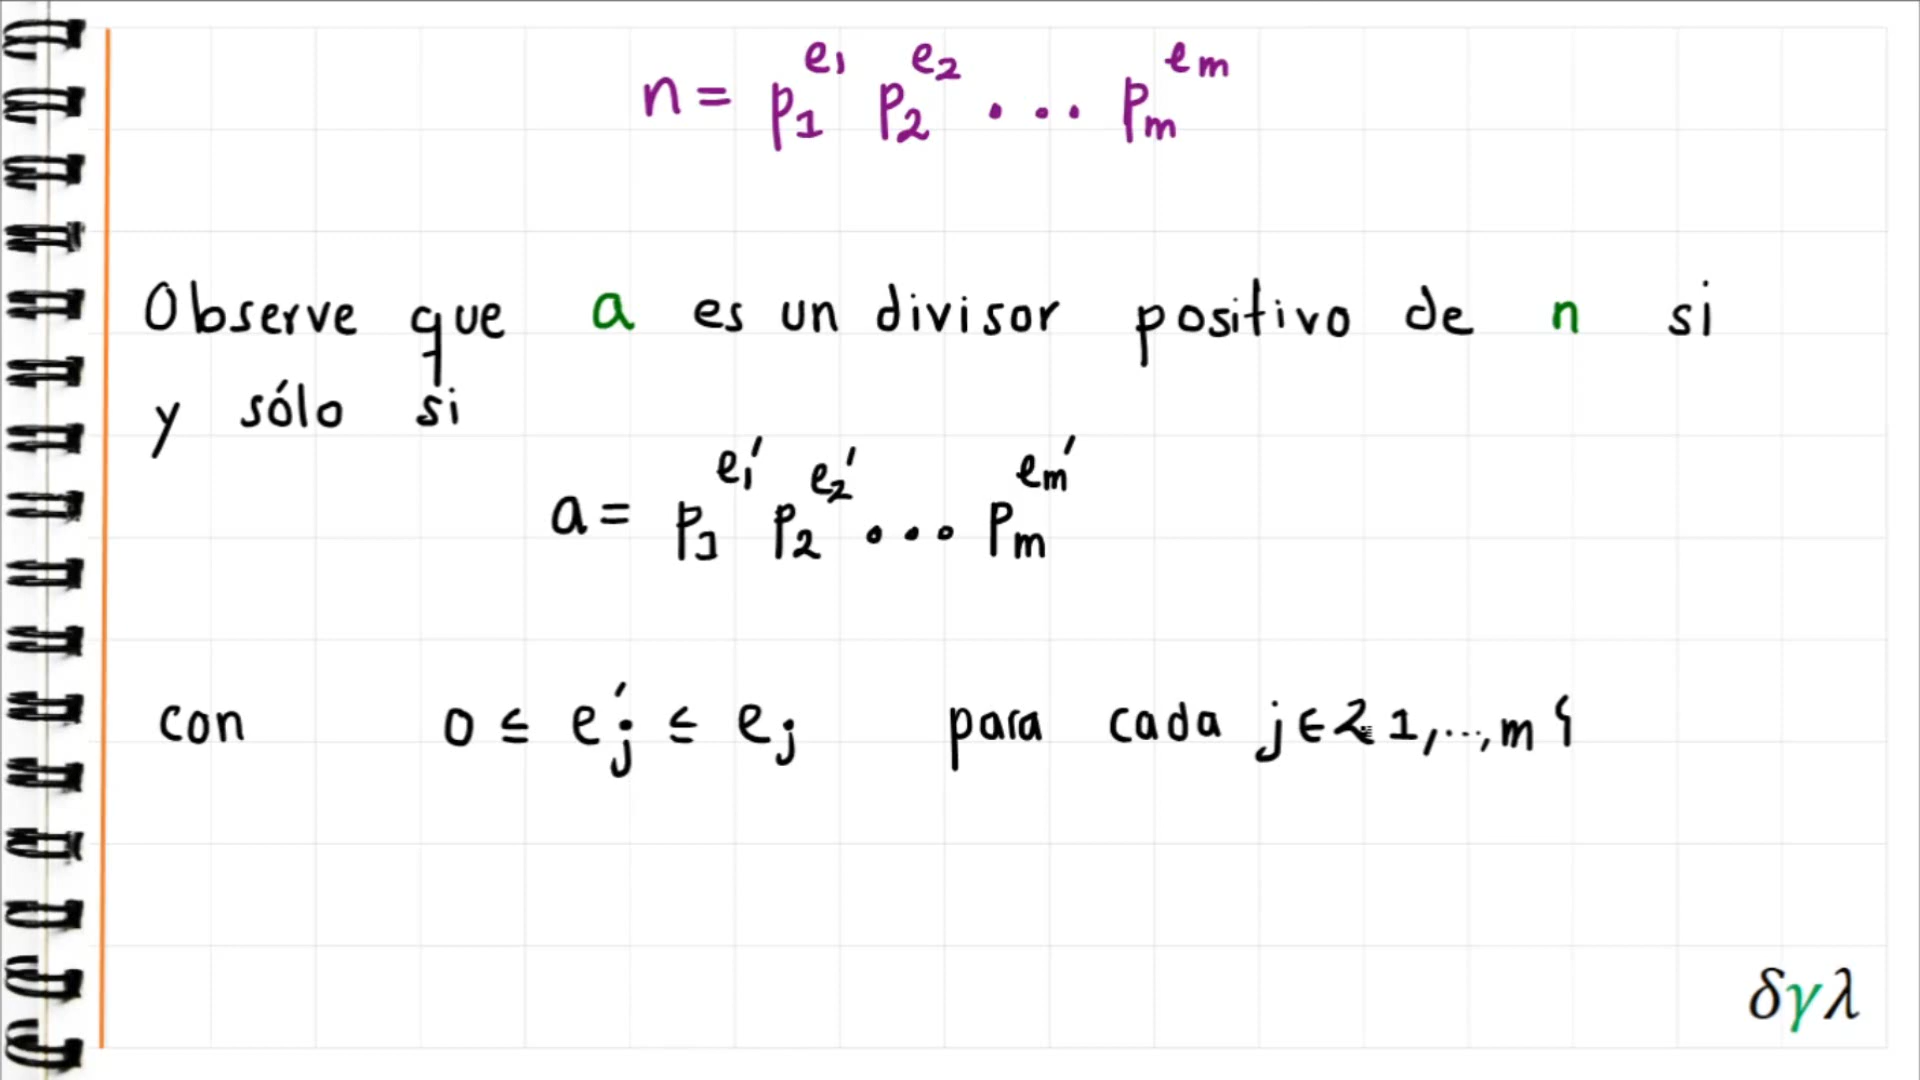 n = p₁^e₁ p₂^e₂ ... pₘ^eₘ
Observe que a es un divisor positivo de n si
y sólo si
a = p₁^e₁' p₂^e₂' ... pₘ^eₘ'
con 0 ≤ e'ⱼ ≤ eⱼ para cada j ∈ {1,...,m}
δγλ